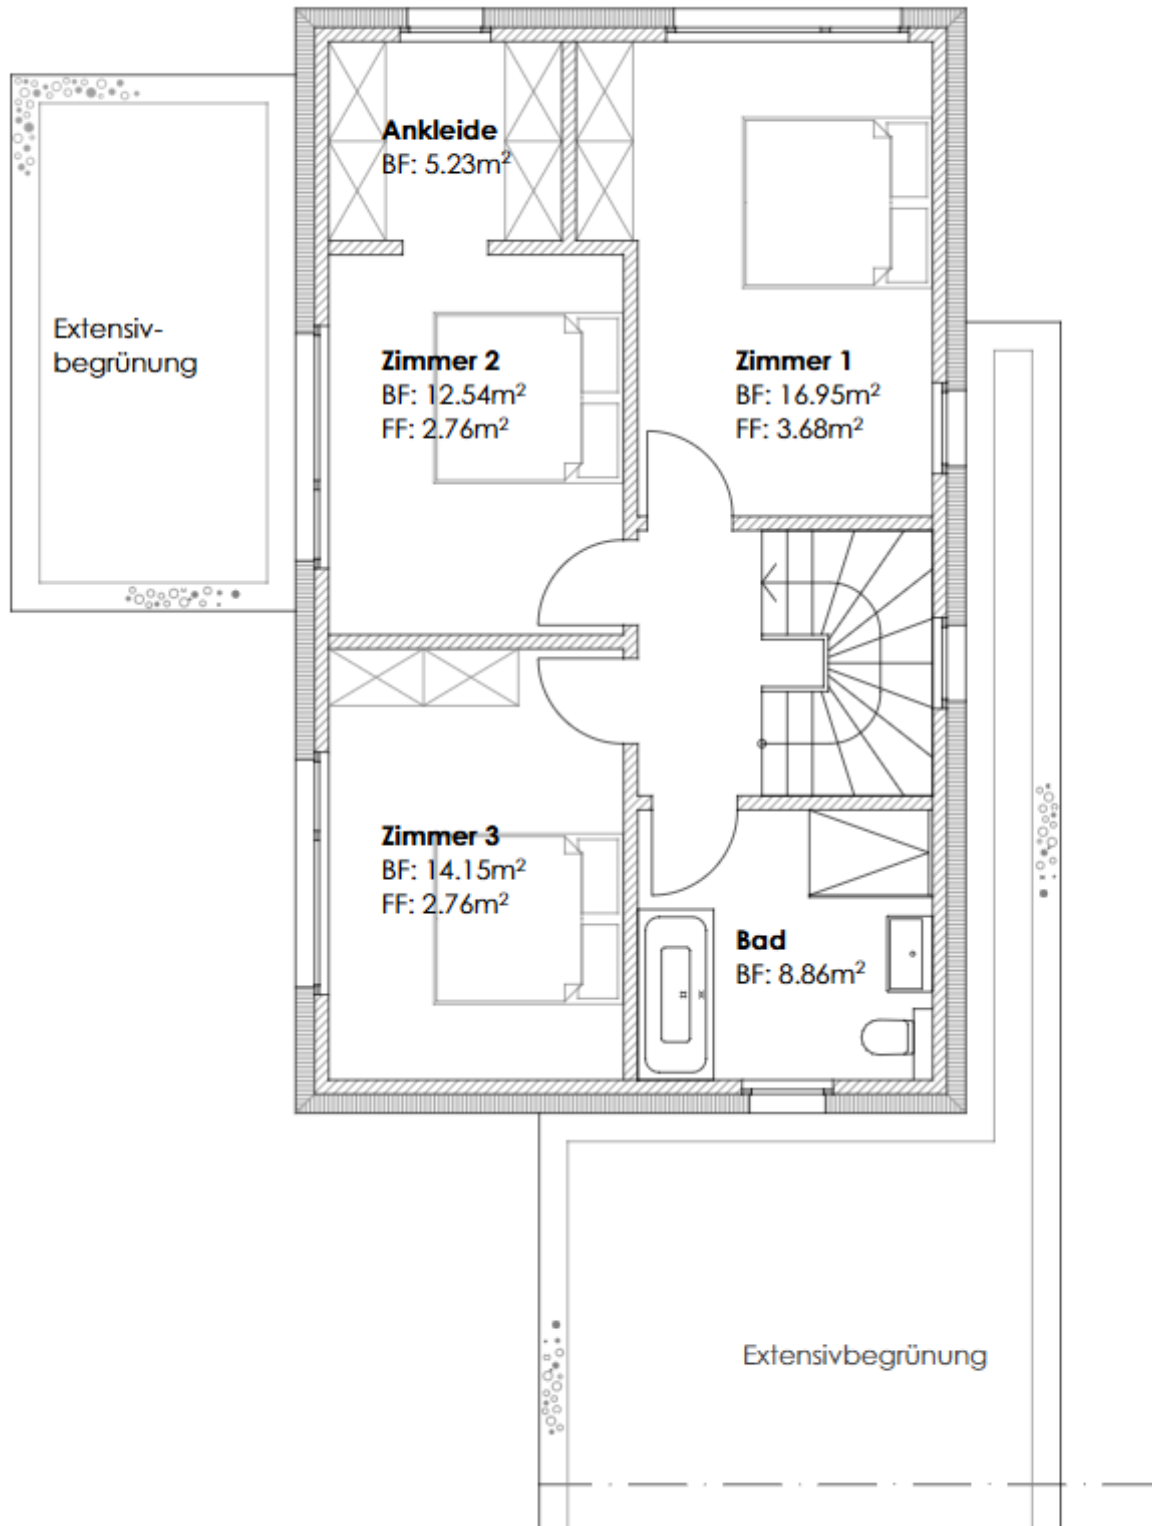 Ankleide
BF: 5.23m²
Extensiv-
begrünung
Zimmer 2
BF: 12.54m²
FF: 2.76m²
Zimmer 1
BF: 16.95m²
FF: 3.68m²
Zimmer 3
BF: 14.15m²
FF: 2.76m²
Bad
BF: 8.86m²
Extensivbegrünung